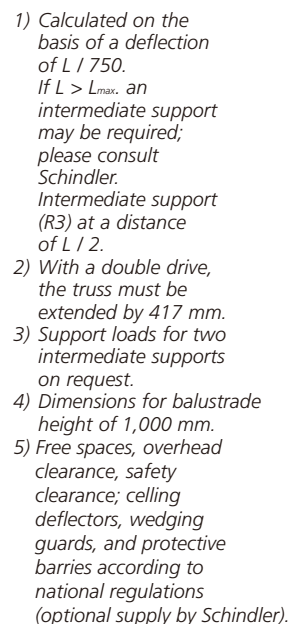 1) Calculated on the
basis of a deflection
of L / 750.
If L > Lmax. an
intermediate support
may be required;
please consult
Schindler.
Intermediate support
(R3) at a distance
of L / 2.
2) With a double drive,
the truss must be
extended by 417 mm.
3) Support loads for two
intermediate supports
on request.
4) Dimensions for balustrade
height of 1,000 mm.
5) Free spaces, overhead
clearance, safety
clearance; celling
deflectors, wedging
guards, and protective
barries according to
national regulations
(optional supply by Schindler).